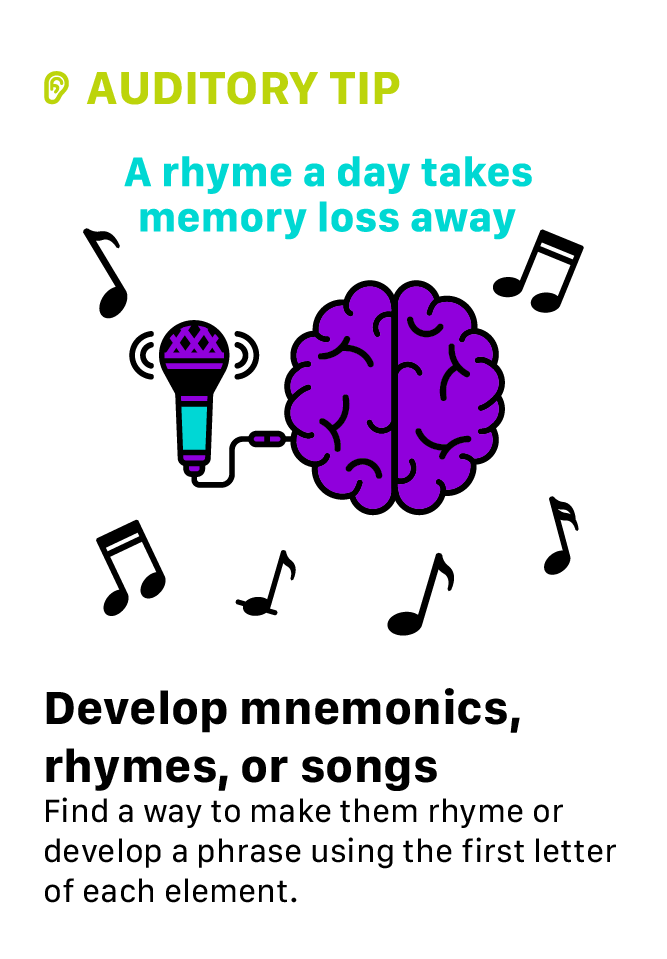 AUDITORY TIP
A rhyme a day takes
memory loss away
Develop mnemonics,
rhymes, or songs
Find a way to make them rhyme or
develop a phrase using the first letter
of each element.